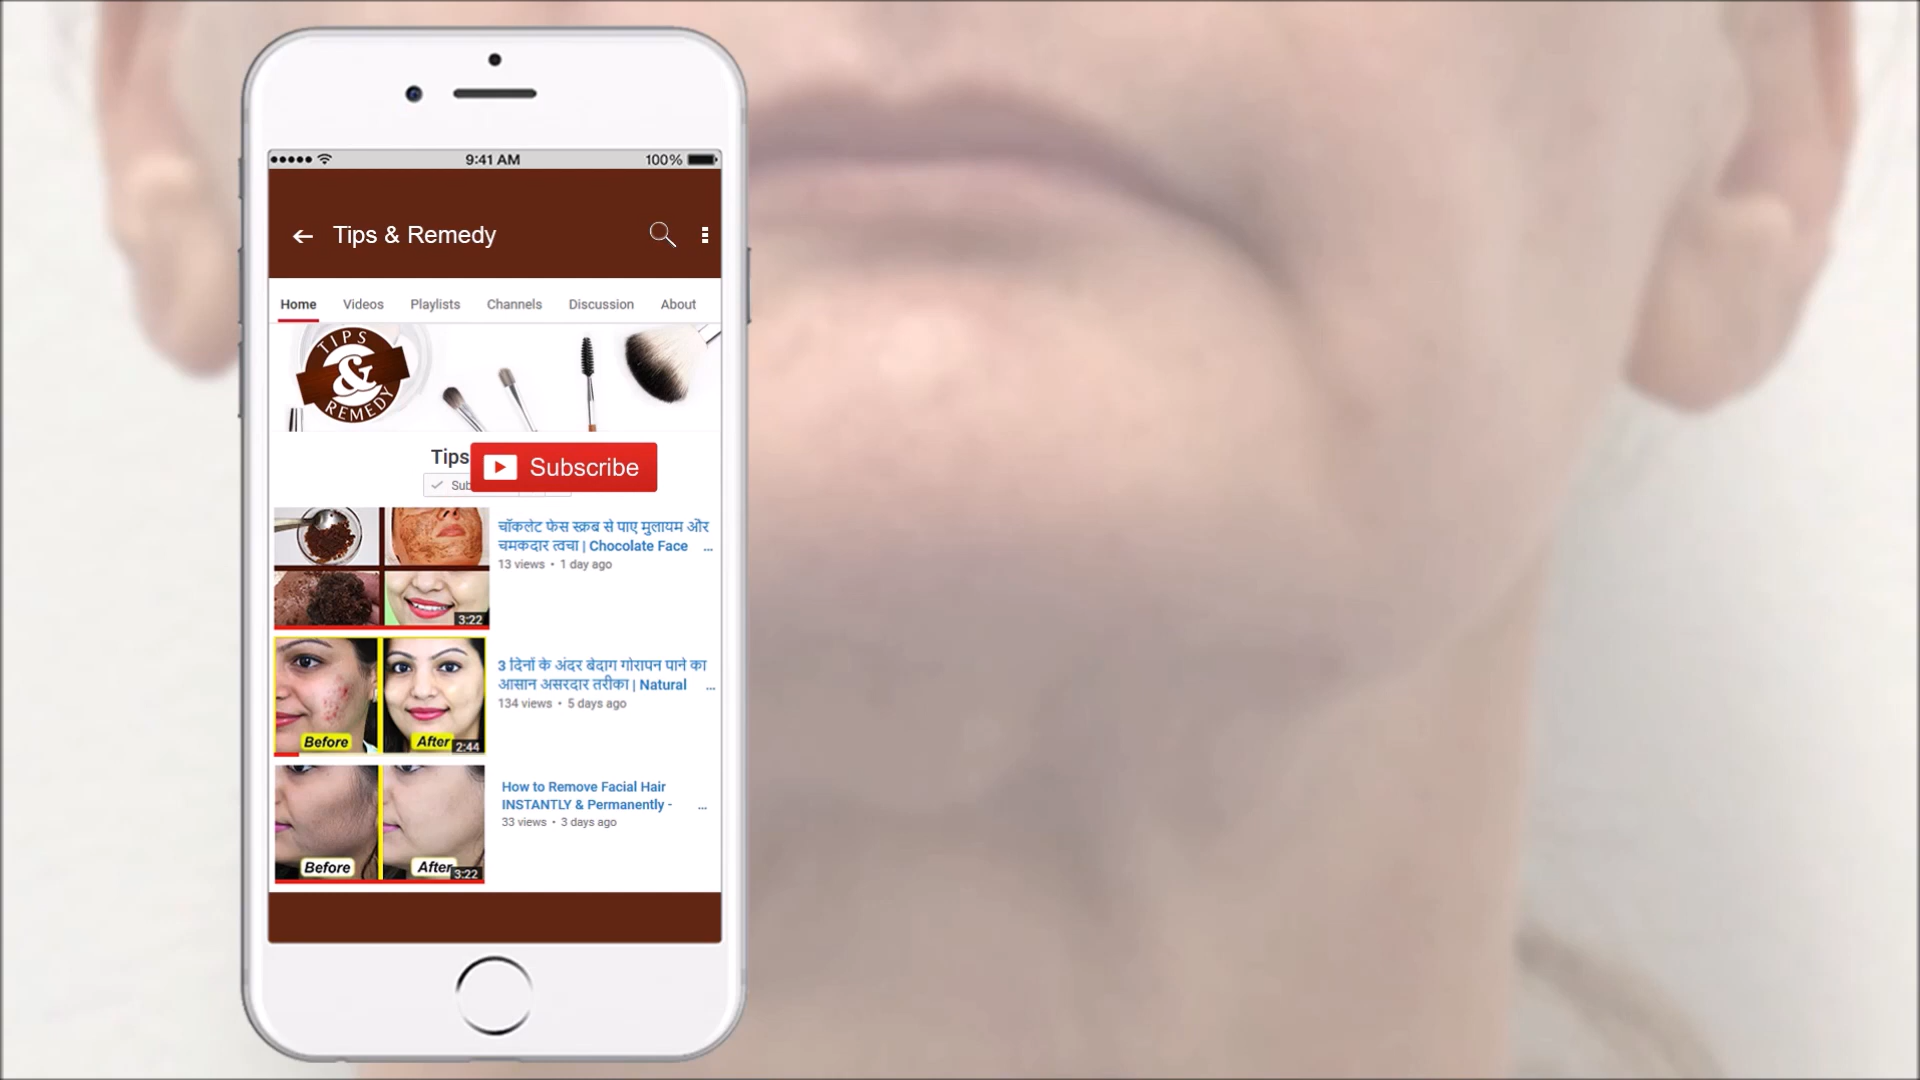 9:41 AM
100%
Tips & Remedy
Home Videos Playlists Channels Discussion About
TIPS
&
REMEDY
Tips
Subscribe
Sub
चॉकलेट फेस स्क्रब से पाए मुलायम और
चमकदार त्वचा | Chocolate Face ...
13 views • 1 day ago
3:22
3 दिनों के अंदर बेदाग गोरापन पाने का
आसान असरदार तरीका | Natural ...
134 views • 5 days ago
Before
After
2:44
How to Remove Facial Hair
INSTANTLY & Permanently - ...
33 views • 3 days ago
Before
After
3:22